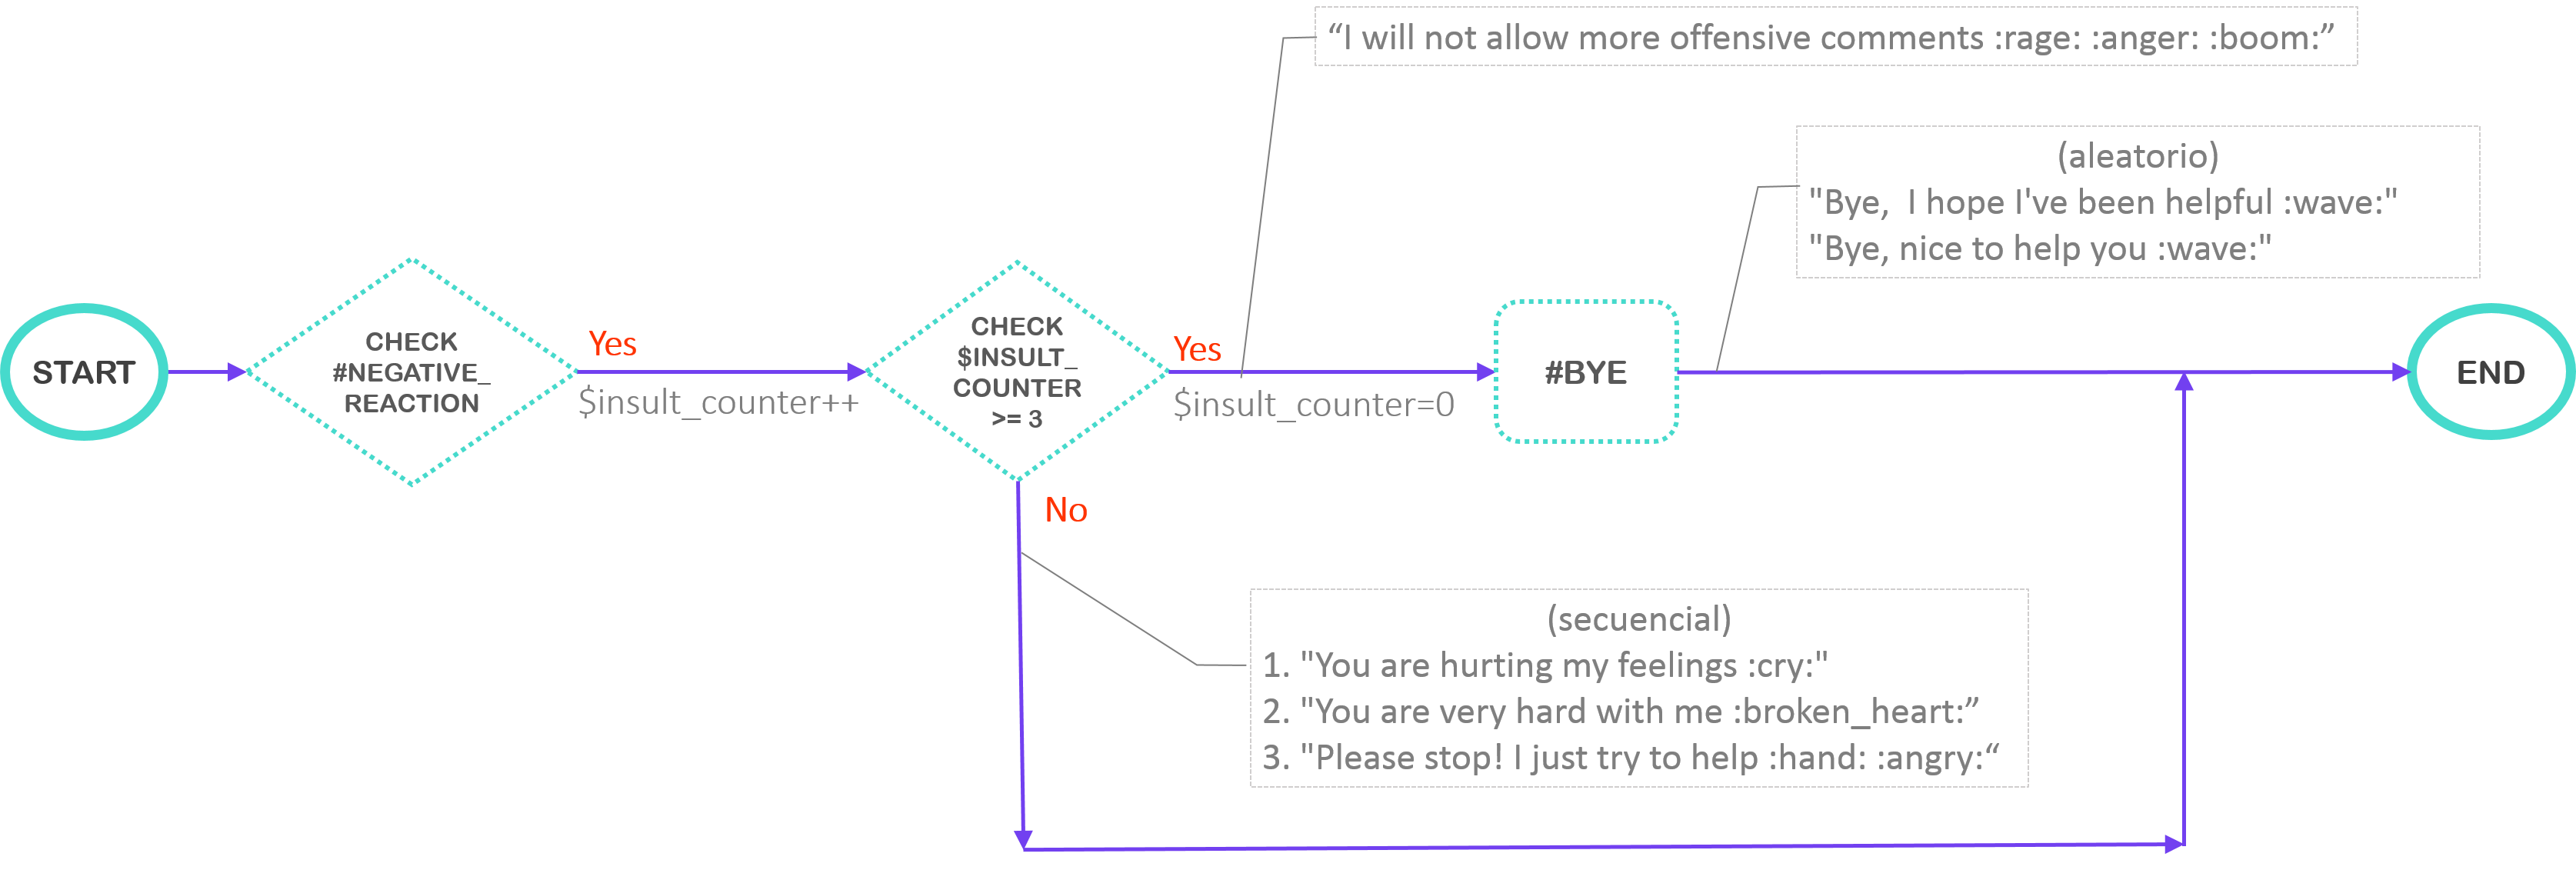 “I will not allow more offensive comments :rage: :anger: :boom:”
(aleatorio)
"Bye,  I hope I've been helpful :wave:"
"Bye, nice to help you :wave:"
START
CHECK
#NEGATIVE_
REACTION
Yes
$insult_counter++
CHECK
$INSULT_
COUNTER
>= 3
Yes
$insult_counter=0
#BYE
END
No
(secuencial)
1. "You are hurting my feelings :cry:"
2. "You are very hard with me :broken_heart:”
3. "Please stop! I just try to help :hand: :angry:“